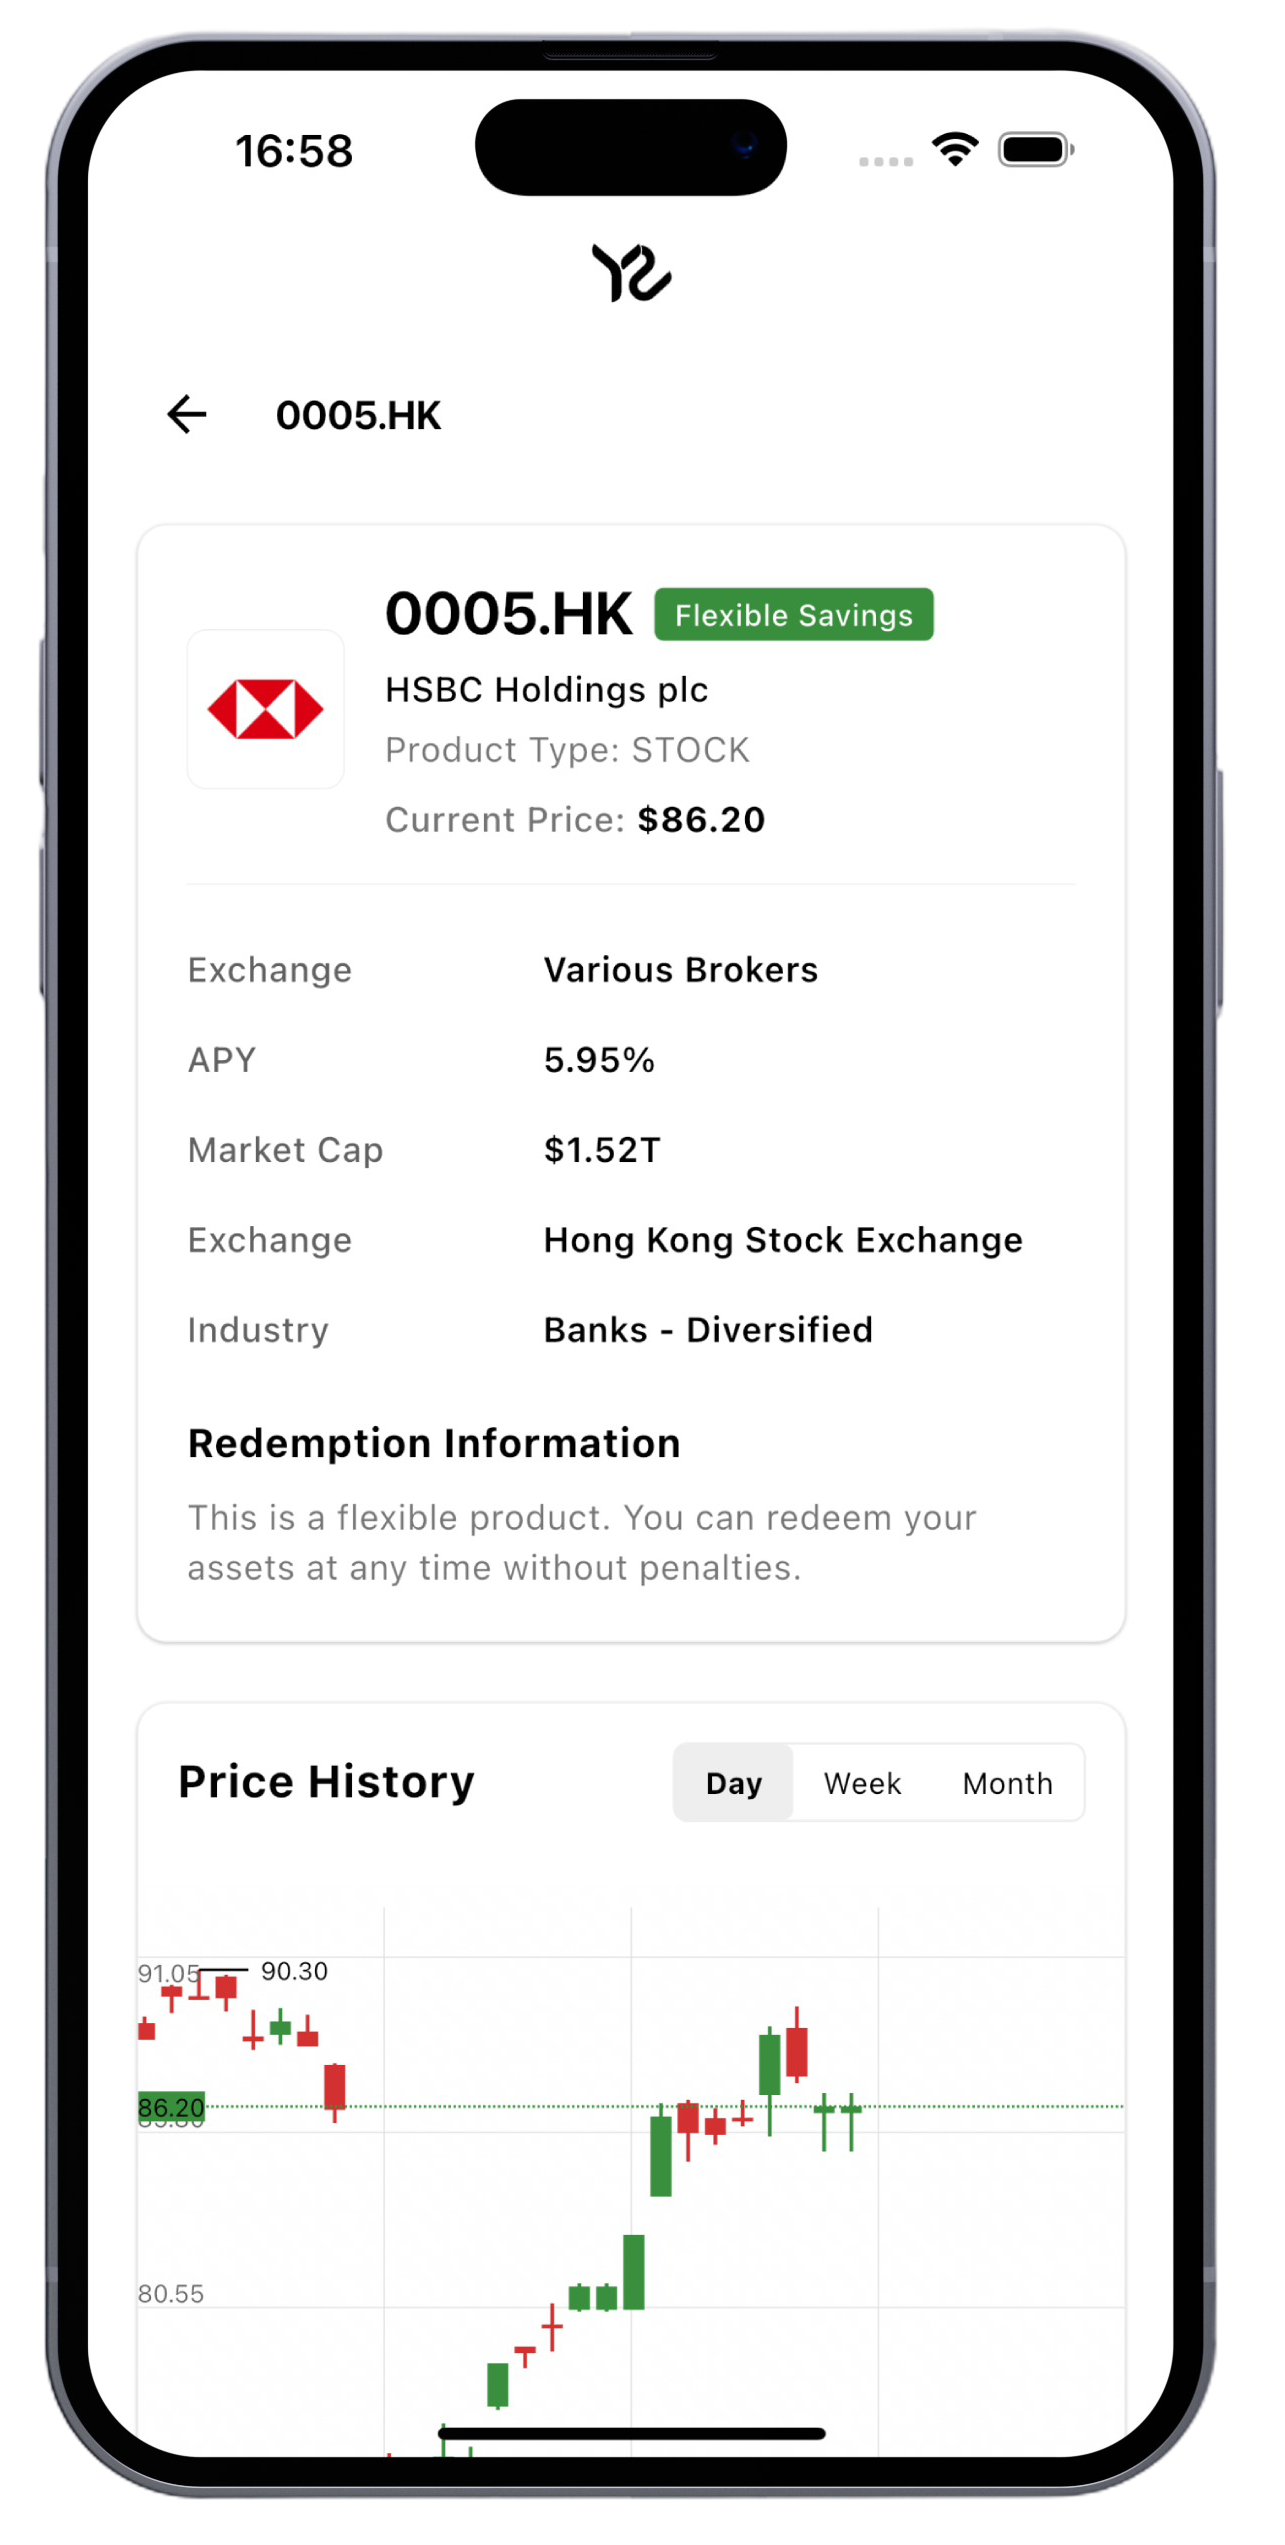 16:58
0005.HK
0005.HK Flexible Savings
HSBC Holdings plc
Product Type: STOCK
Current Price: $86.20
Exchange Various Brokers
APY 5.95%
Market Cap $1.52T
Exchange Hong Kong Stock Exchange
Industry Banks - Diversified
Redemption Information
This is a flexible product. You can redeem your
assets at any time without penalties.
Price History Day Week Month
91.05 90.30
86.20
80.55